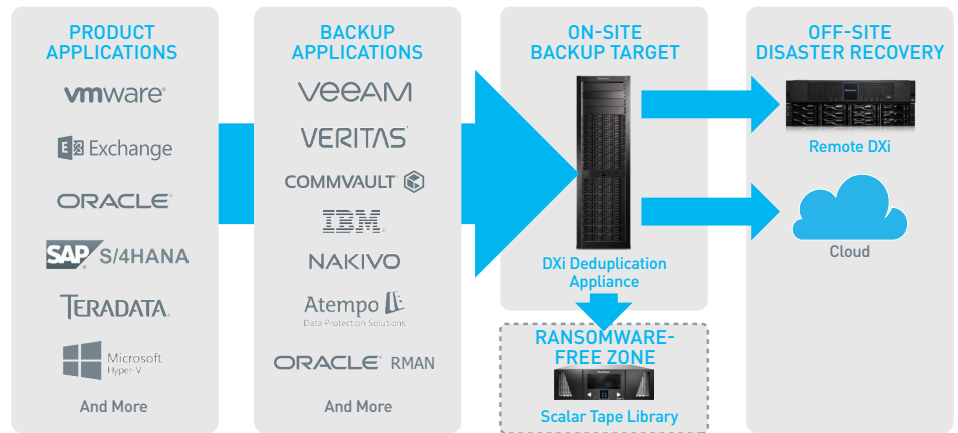 PRODUCT
APPLICATIONS
vmware®
Exchange
ORACLE™
SAP® S/4HANA
TERADATA®
Microsoft
Hyper-V
And More
BACKUP
APPLICATIONS
VEEAM
VERITAS™
COMMVAULT
IBM®
NAKIVO
Atempo
Data Protection Solutions
ORACLE® RMAN
And More
ON-SITE
BACKUP TARGET
DXi Deduplication
Appliance
RANSOMWARE-
FREE ZONE
Scalar Tape Library
OFF-SITE
DISASTER RECOVERY
Remote DXi
Cloud